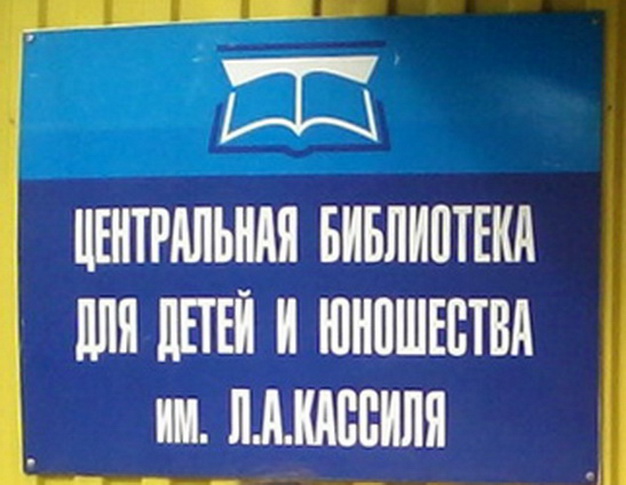 ЦЕНТРАЛЬНАЯ БИБЛИОТЕКА
ДЛЯ ДЕТЕЙ И ЮНОШЕСТВА
ИМ. Л.А.КАССИЛЯ